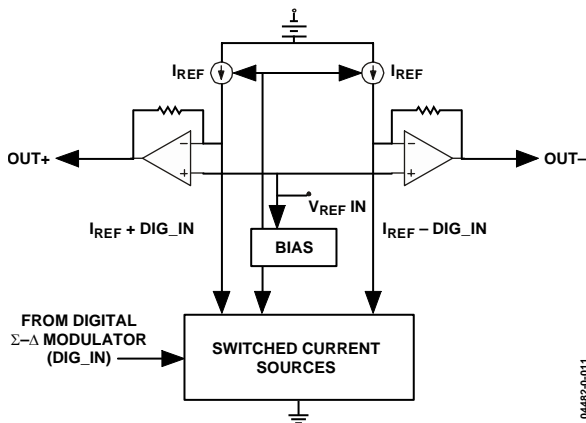 IREF
IREF
OUT+
OUT–
–
–
+
+
VREF IN
IREF + DIG_IN
IREF – DIG_IN
BIAS
FROM DIGITAL
Σ–Δ MODULATOR
(DIG_IN)
SWITCHED CURRENT
SOURCES
04482-0-011